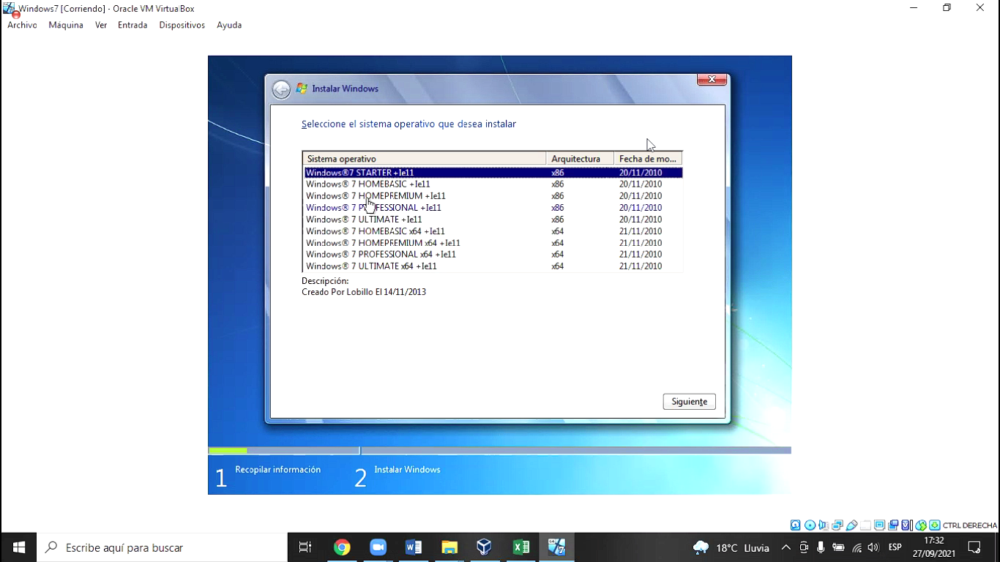 Windows7 [Corriendo] - Oracle VM VirtualBox
Archivo Máquina Ver Entrada Dispositivos Ayuda
Instalar Windows
Seleccione el sistema operativo que desea instalar
Sistema operativo Arquitectura Fecha de mo...
Windows®7 STARTER +Ie11 x86 20/11/2010
Windows® 7 HOMEBASIC +Ie11 x86 20/11/2010
Windows® 7 HOMEPREMIUM +Ie11 x86 20/11/2010
Windows® 7 PROFESSIONAL +Ie11 x86 20/11/2010
Windows® 7 ULTIMATE +Ie11 x86 20/11/2010
Windows® 7 HOMEBASIC x64 +Ie11 x64 21/11/2010
Windows® 7 HOMEPREMIUM x64 +Ie11 x64 21/11/2010
Windows® 7 PROFESSIONAL x64 +Ie11 x64 21/11/2010
Windows® 7 ULTIMATE x64 +Ie11 x64 21/11/2010
Descripción:
Creado Por Lobillo El 14/11/2013
Siguiente
1 Recopilar información 2 Instalar Windows
CTRL DERECHA
Escribe aquí para buscar
18°C Lluvia
ESP
17:32
27/09/2021